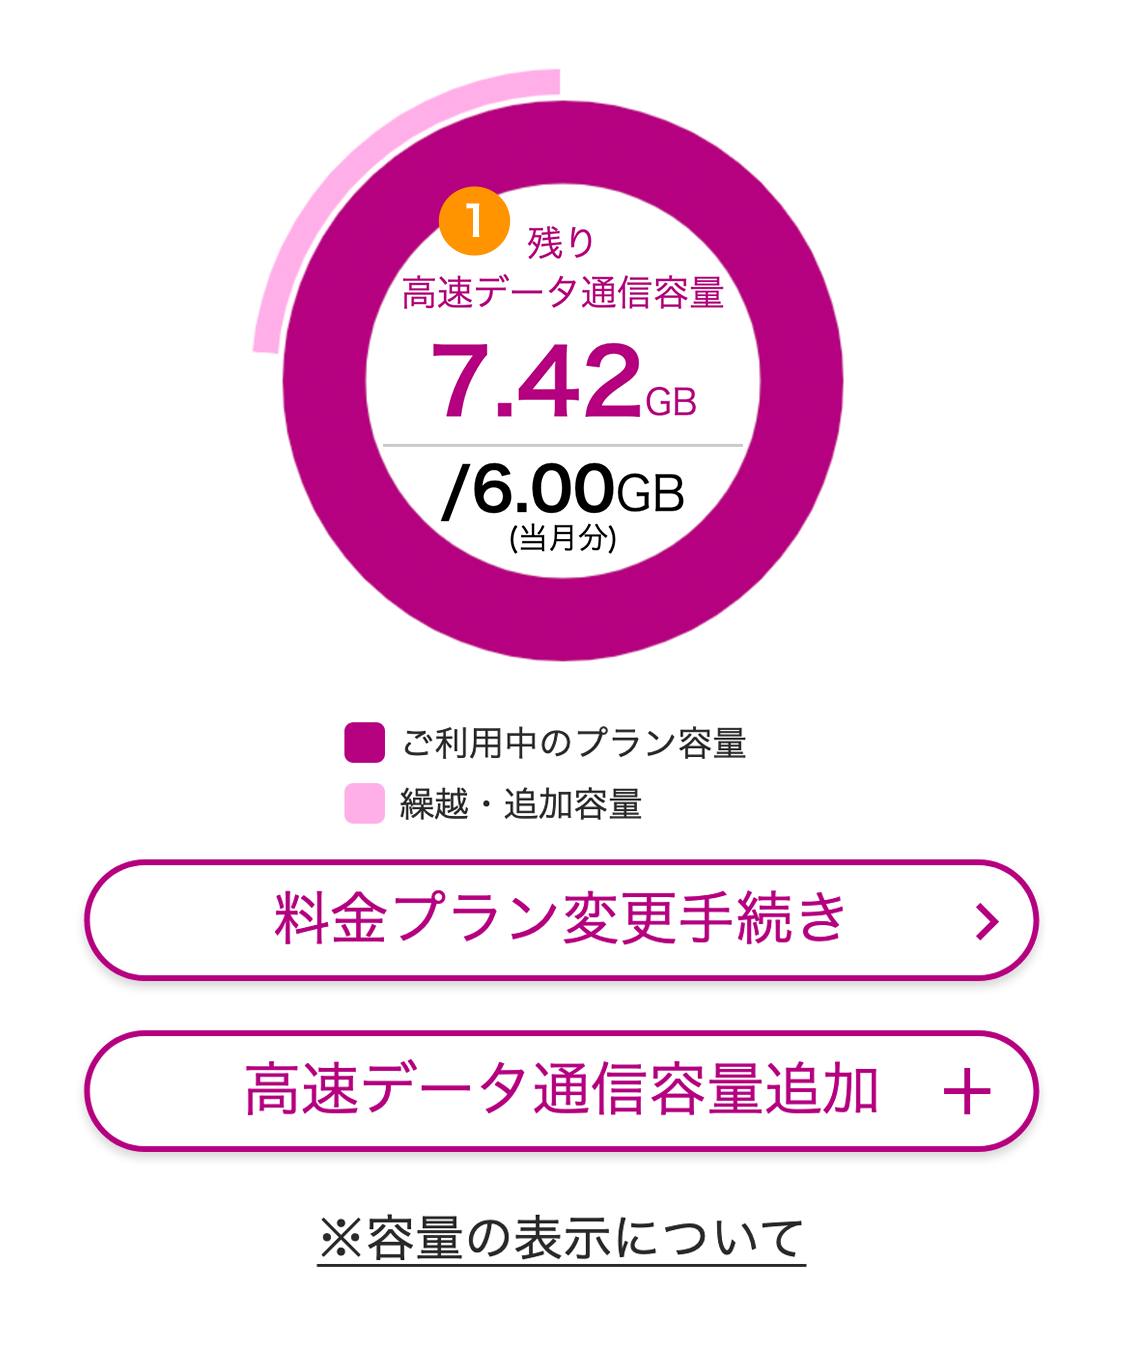 1
残り
高速データ通信容量
7.42GB
/6.00GB
(当月分)
ご利用中のプラン容量
繰越・追加容量
料金プラン変更手続き
高速データ通信容量追加
※容量の表示について